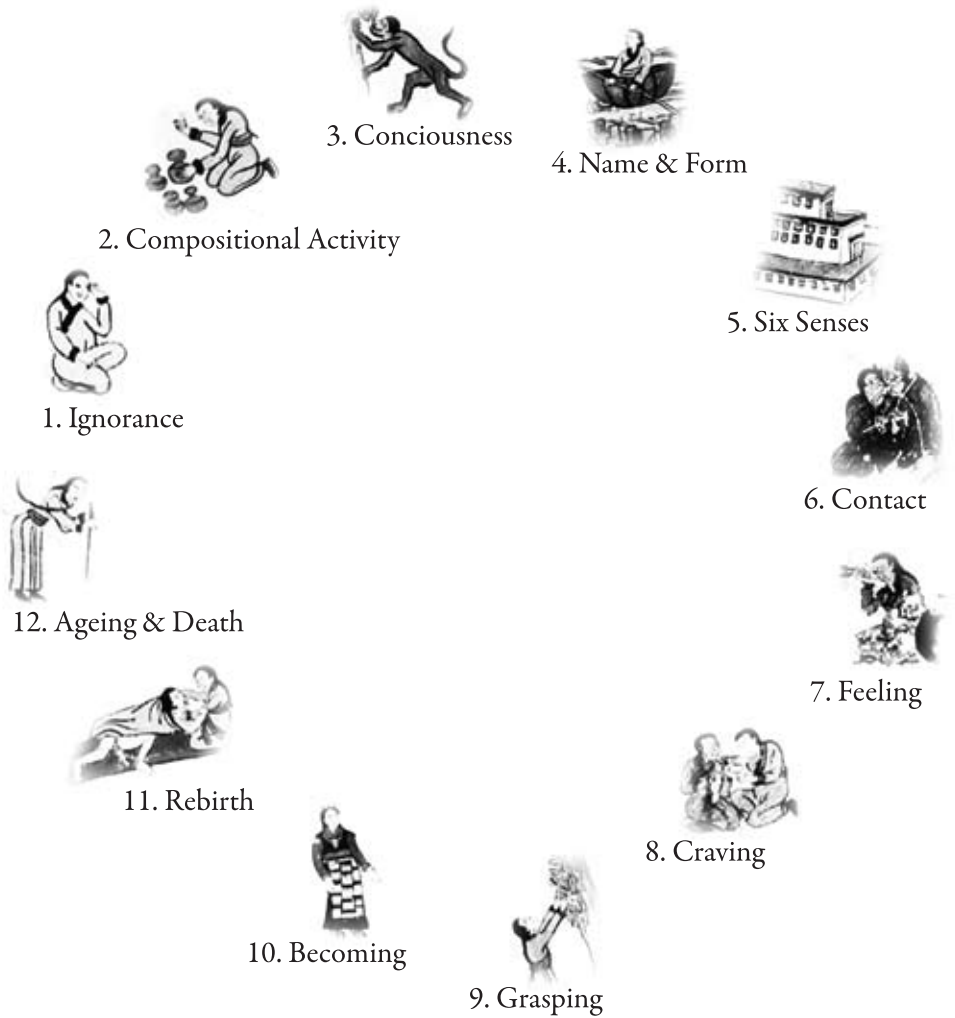 1. Ignorance
2. Compositional Activity
3. Conciousness
4. Name & Form
5. Six Senses
6. Contact
7. Feeling
8. Craving
9. Grasping
10. Becoming
11. Rebirth
12. Ageing & Death